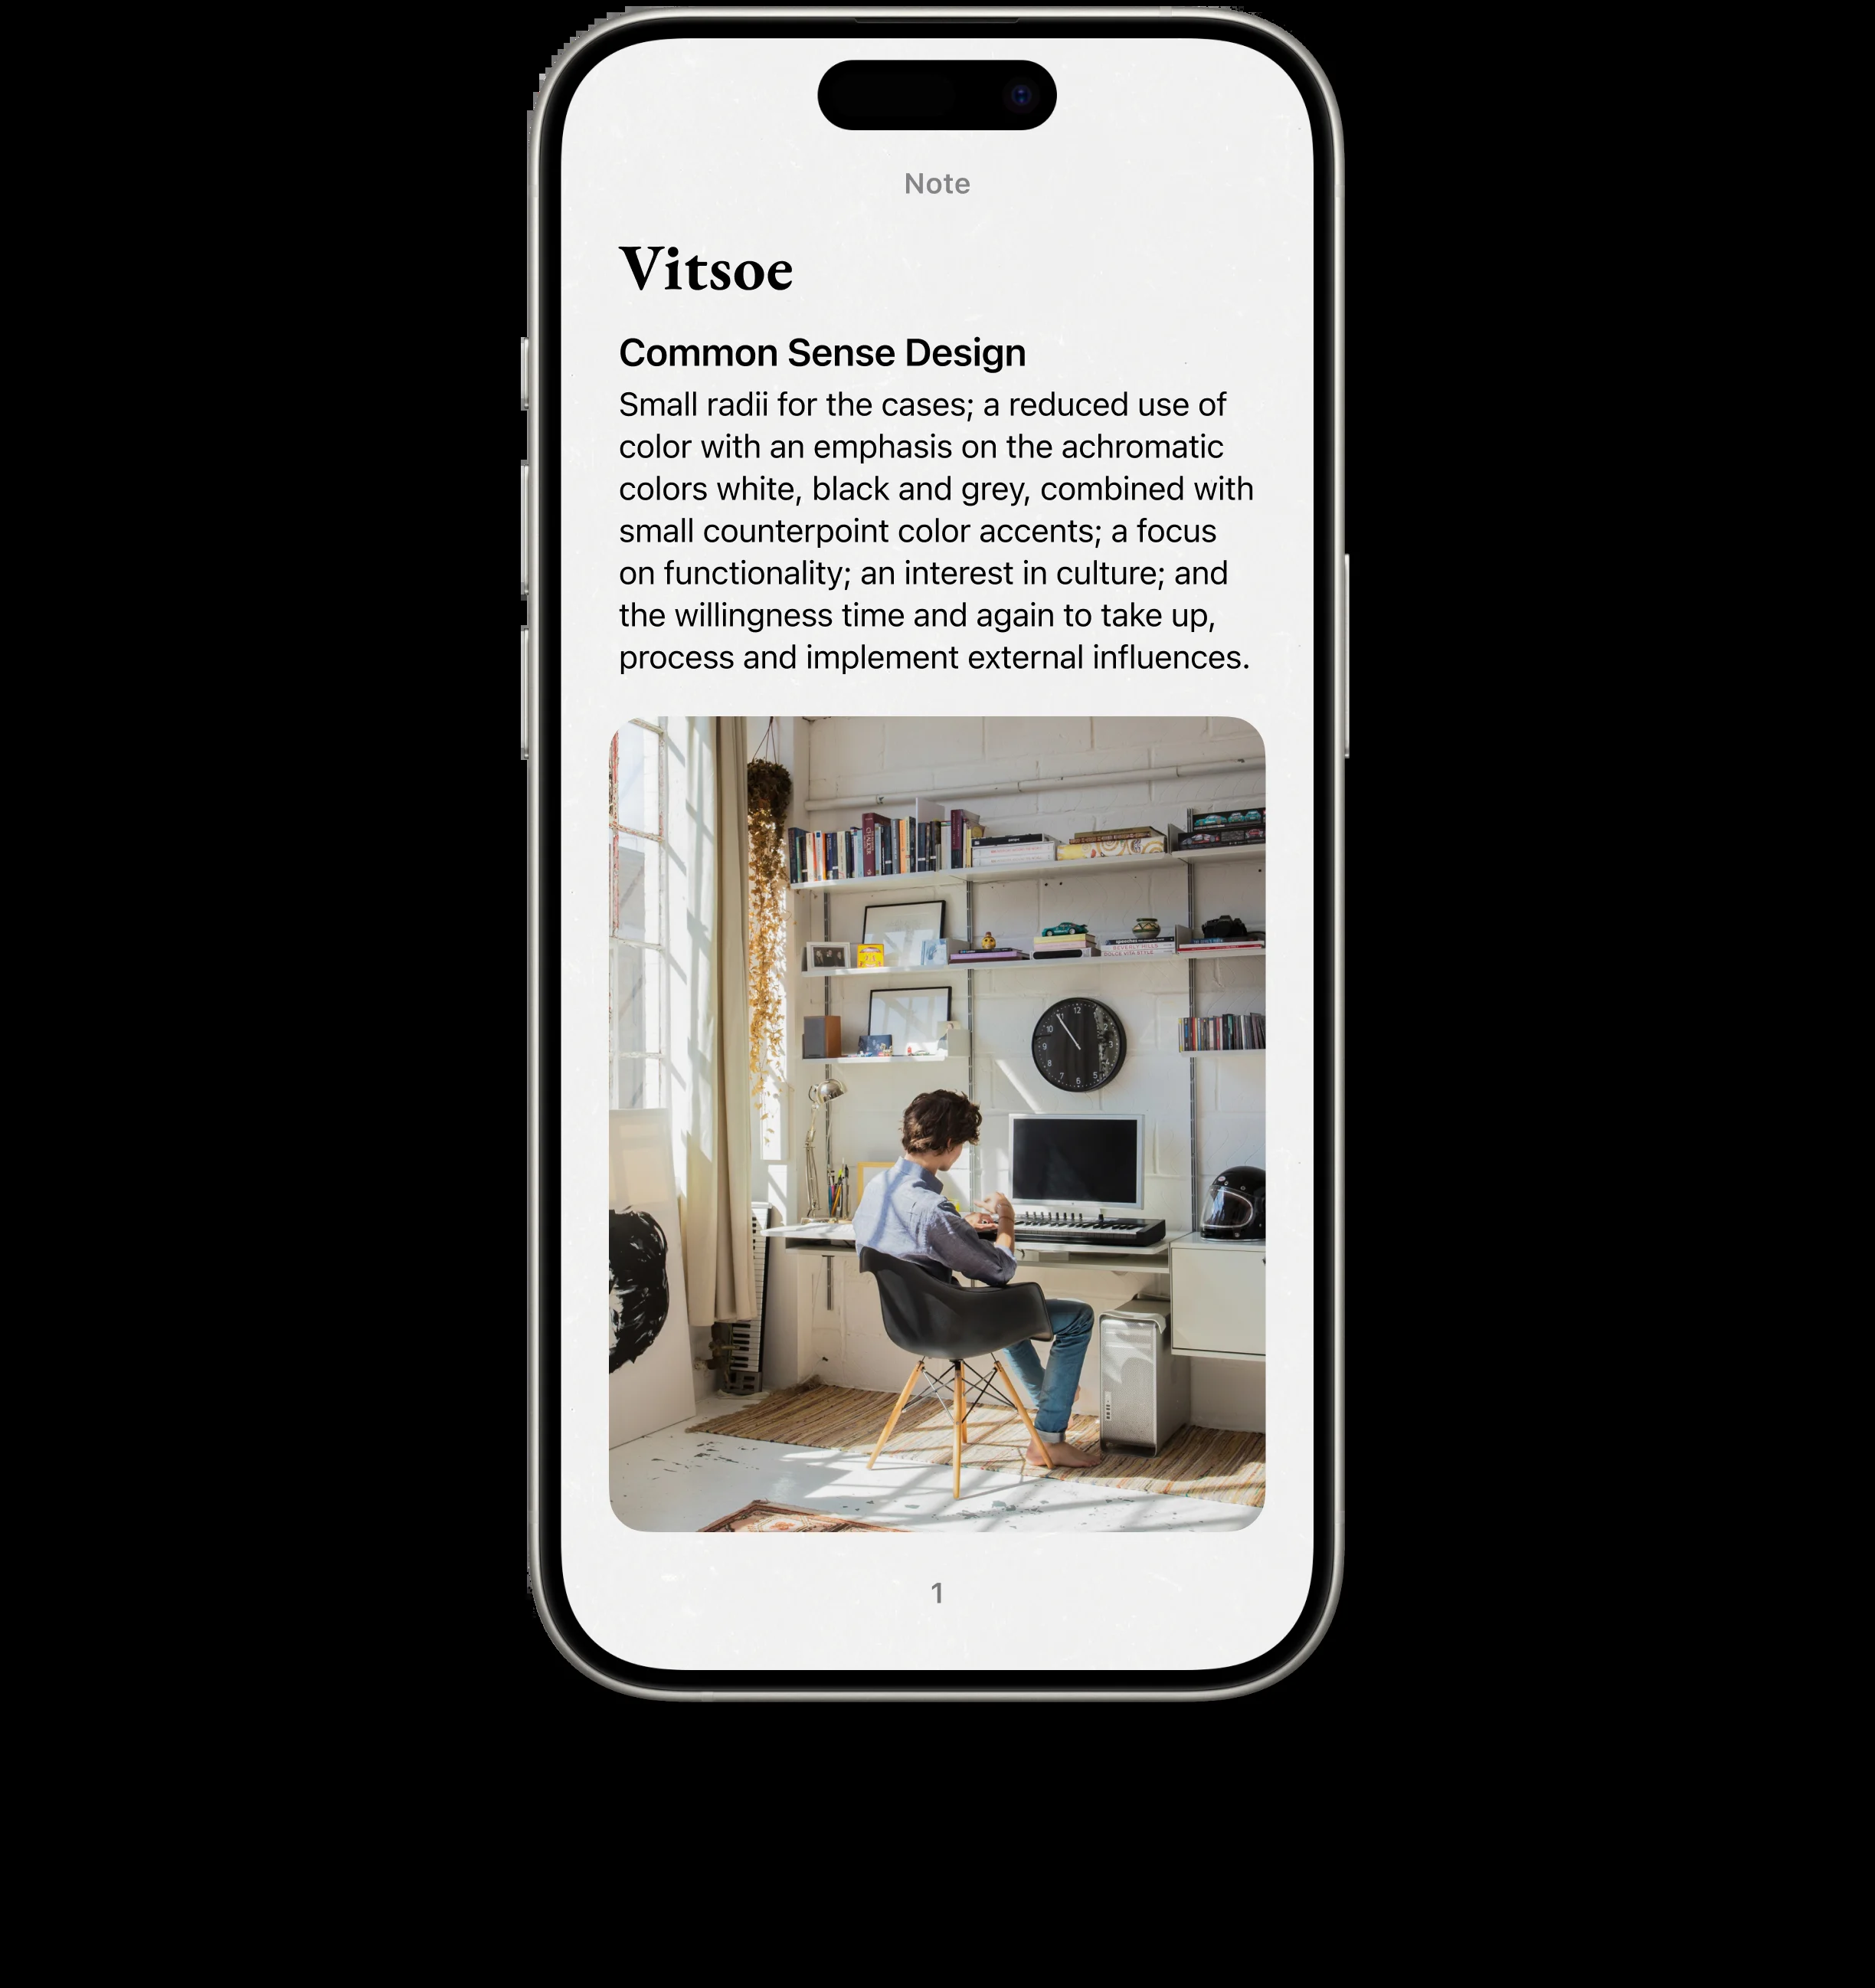 Note
Vitsoe
Common Sense Design
Small radii for the cases; a reduced use of
color with an emphasis on the achromatic
colors white, black and grey, combined with
small counterpoint color accents; a focus
on functionality; an interest in culture; and
the willingness time and again to take up,
process and implement external influences.
1